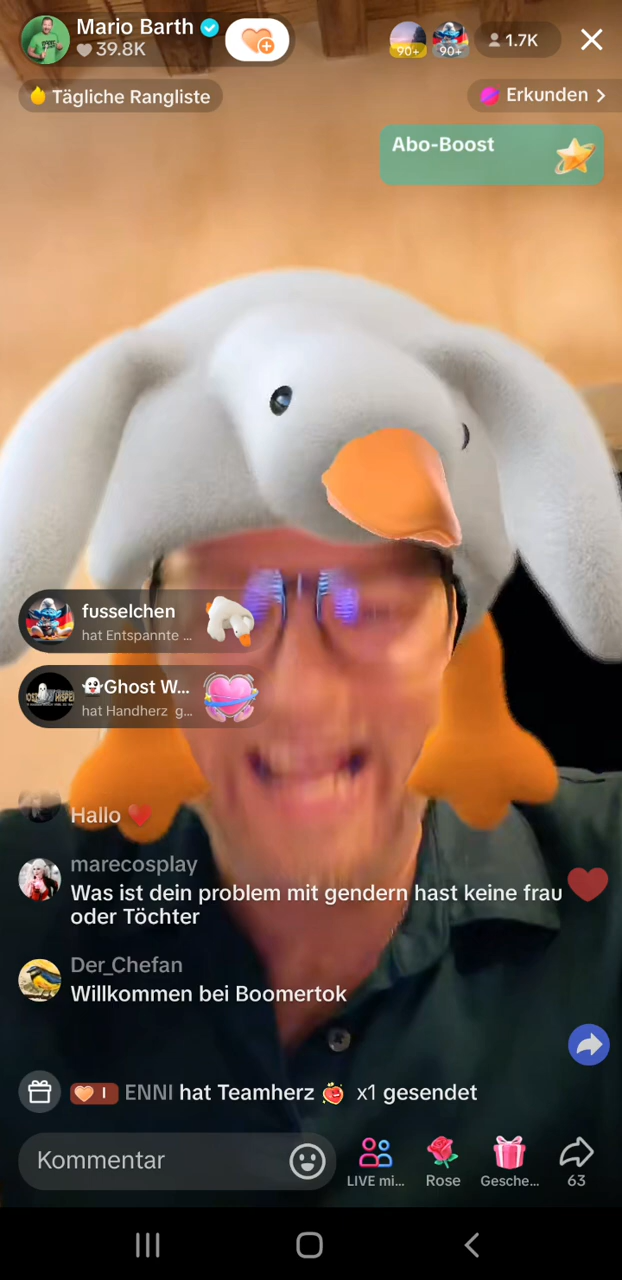 Mario Barth
39.8K
90+
90+
1.7K
Tägliche Rangliste
Erkunden
Abo-Boost
fusselchen
hat Entspannte ...
Ghost W...
hat Handherz g...
Hallo ❤️
marecosplay
Was ist dein problem mit gendern hast keine frau
oder Töchter
Der_Chefan
Willkommen bei Boomertok
I ENNI hat Teamherz x1 gesendet
Kommentar
LIVE mi...
Rose
Gesche...
63